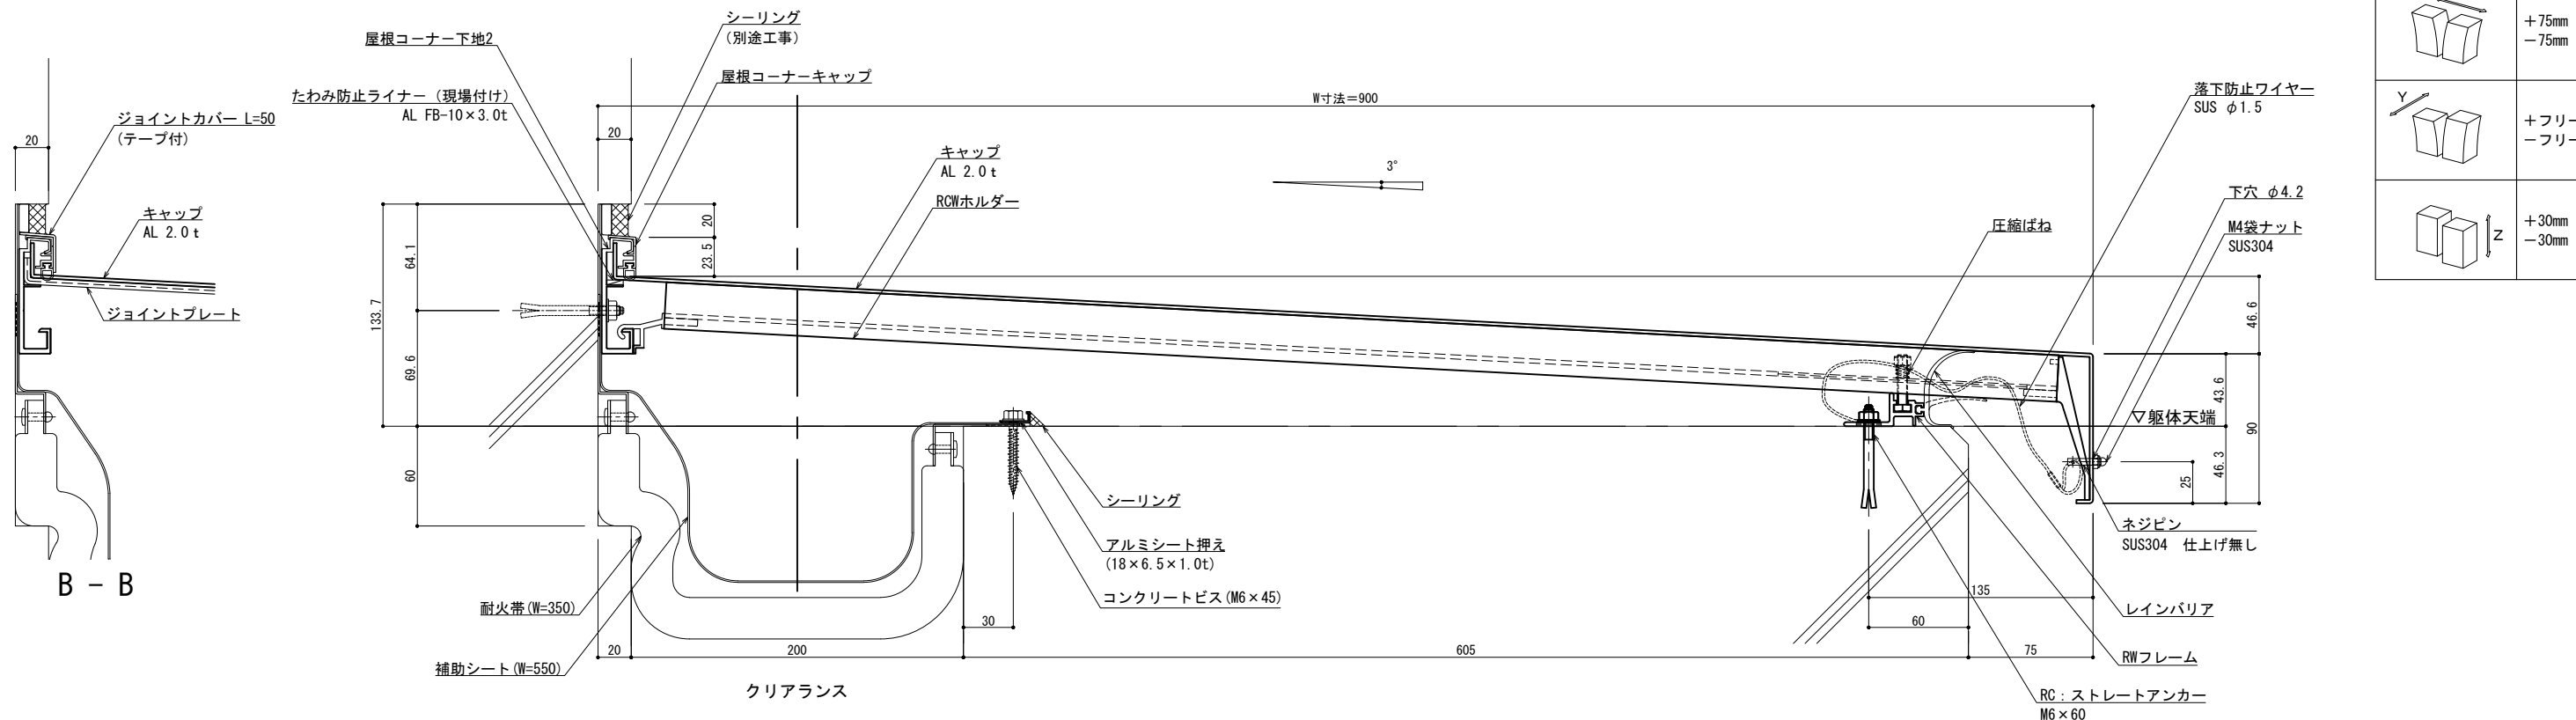 シーリング
(別途工事)
屋根コーナー下地2
屋根コーナーキャップ
たわみ防止ライナー (現場付け)
AL FB-10×3.0t
ジョイントカバー L=50
(テープ付)
20
キャップ
AL 2.0t
ジョイントプレート
B - B
W寸法=900
20
キャップ
AL 2.0t
RCWホルダー
3°
20
23.5
64.1
133.7
69.6
60
圧縮ばね
落下防止ワイヤー
SUS φ1.5
下穴 φ4.2
M4袋ナット
SUS304
46.6
43.6
▽躯体天端
90
46.3
25
ネジピン
SUS304 仕上げ無し
シーリング
アルミシート押え
(18×6.5×1.0t)
コンクリートビス(M6×45)
耐火帯(W=350)
補助シート(W=550)
30
135
60
レインバリア
RWフレーム
RC:ストレートアンカー
M6×60
20
200
605
75
クリアランス
+75mm
-75mm
Y
+フリー
-フリー
Z
+30mm
-30mm